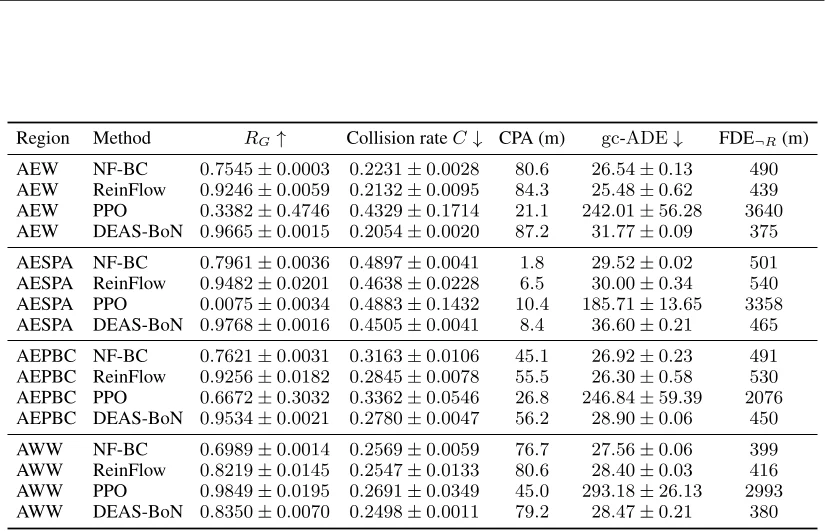 Region Method R_G ↑ Collision rate C ↓ CPA (m) gc-ADE ↓ FDE¬R (m)
AEW NF-BC 0.7545 ± 0.0003 0.2231 ± 0.0028 80.6 26.54 ± 0.13 490
AEW ReinFlow 0.9246 ± 0.0059 0.2132 ± 0.0095 84.3 25.48 ± 0.62 439
AEW PPO 0.3382 ± 0.4746 0.4329 ± 0.1714 21.1 242.01 ± 56.28 3640
AEW DEAS-BoN 0.9665 ± 0.0015 0.2054 ± 0.0020 87.2 31.77 ± 0.09 375
AESPA NF-BC 0.7961 ± 0.0036 0.4897 ± 0.0041 1.8 29.52 ± 0.02 501
AESPA ReinFlow 0.9482 ± 0.0201 0.4638 ± 0.0228 6.5 30.00 ± 0.34 540
AESPA PPO 0.0075 ± 0.0034 0.4883 ± 0.1432 10.4 185.71 ± 13.65 3358
AESPA DEAS-BoN 0.9768 ± 0.0016 0.4505 ± 0.0041 8.4 36.60 ± 0.21 465
AEPBC NF-BC 0.7621 ± 0.0031 0.3163 ± 0.0106 45.1 26.92 ± 0.23 491
AEPBC ReinFlow 0.9256 ± 0.0182 0.2845 ± 0.0078 55.5 26.30 ± 0.58 530
AEPBC PPO 0.6672 ± 0.3032 0.3362 ± 0.0546 26.8 246.84 ± 59.39 2076
AEPBC DEAS-BoN 0.9534 ± 0.0021 0.2780 ± 0.0047 56.2 28.90 ± 0.06 450
AWW NF-BC 0.6989 ± 0.0014 0.2569 ± 0.0059 76.7 27.56 ± 0.06 399
AWW ReinFlow 0.8219 ± 0.0145 0.2547 ± 0.0133 80.6 28.40 ± 0.03 416
AWW PPO 0.9849 ± 0.0195 0.2691 ± 0.0349 45.0 293.18 ± 26.13 2993
AWW DEAS-BoN 0.8350 ± 0.0070 0.2498 ± 0.0011 79.2 28.47 ± 0.21 380